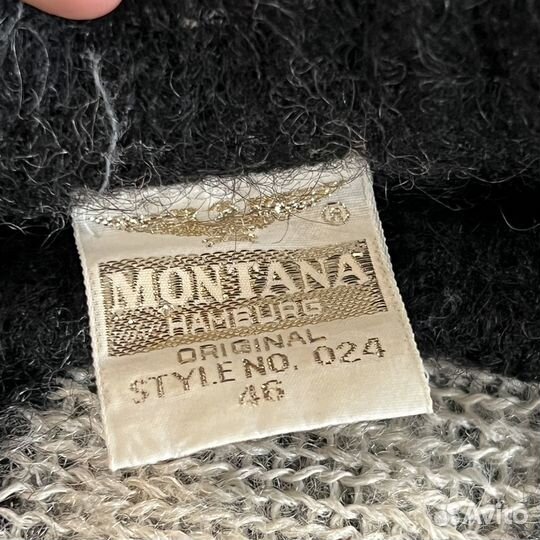 MONTANA
HAMBURG
ORIGINAL
STYLE NO. 024
46
Avito